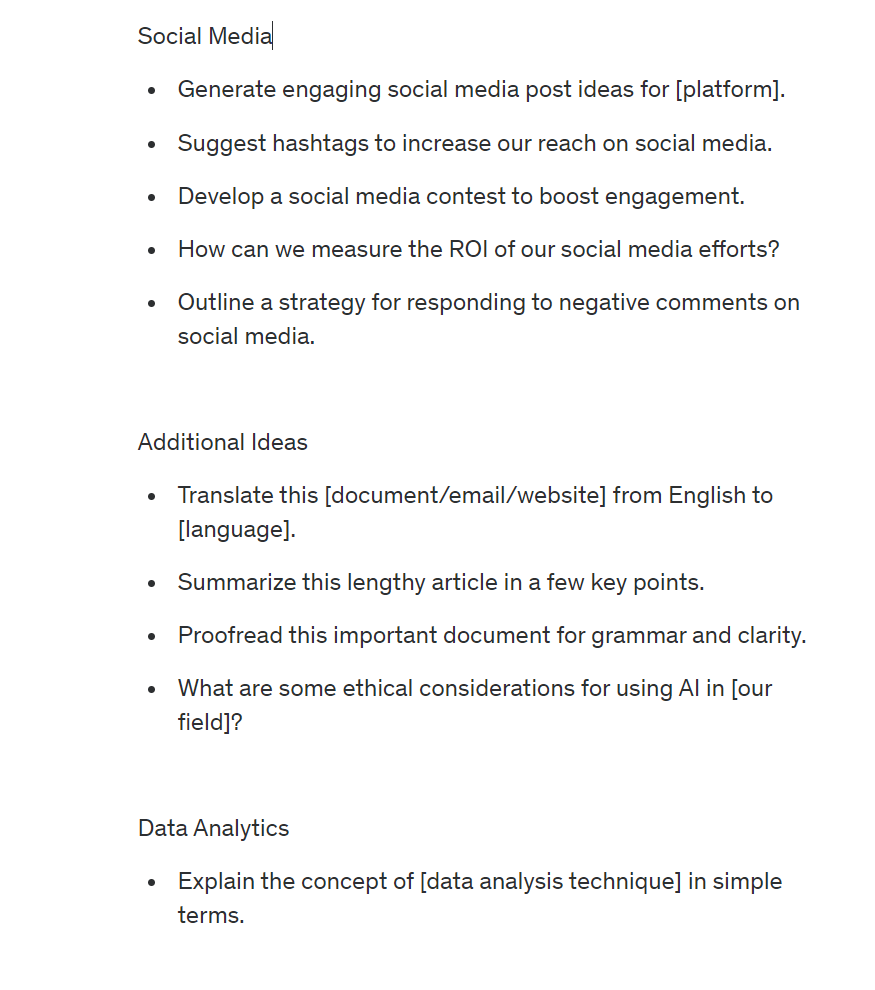 Social Media
• Generate engaging social media post ideas for [platform].
• Suggest hashtags to increase our reach on social media.
• Develop a social media contest to boost engagement.
• How can we measure the ROI of our social media efforts?
• Outline a strategy for responding to negative comments on
social media.
Additional Ideas
• Translate this [document/email/website] from English to
[language].
• Summarize this lengthy article in a few key points.
• Proofread this important document for grammar and clarity.
• What are some ethical considerations for using AI in [our
field]?
Data Analytics
• Explain the concept of [data analysis technique] in simple
terms.